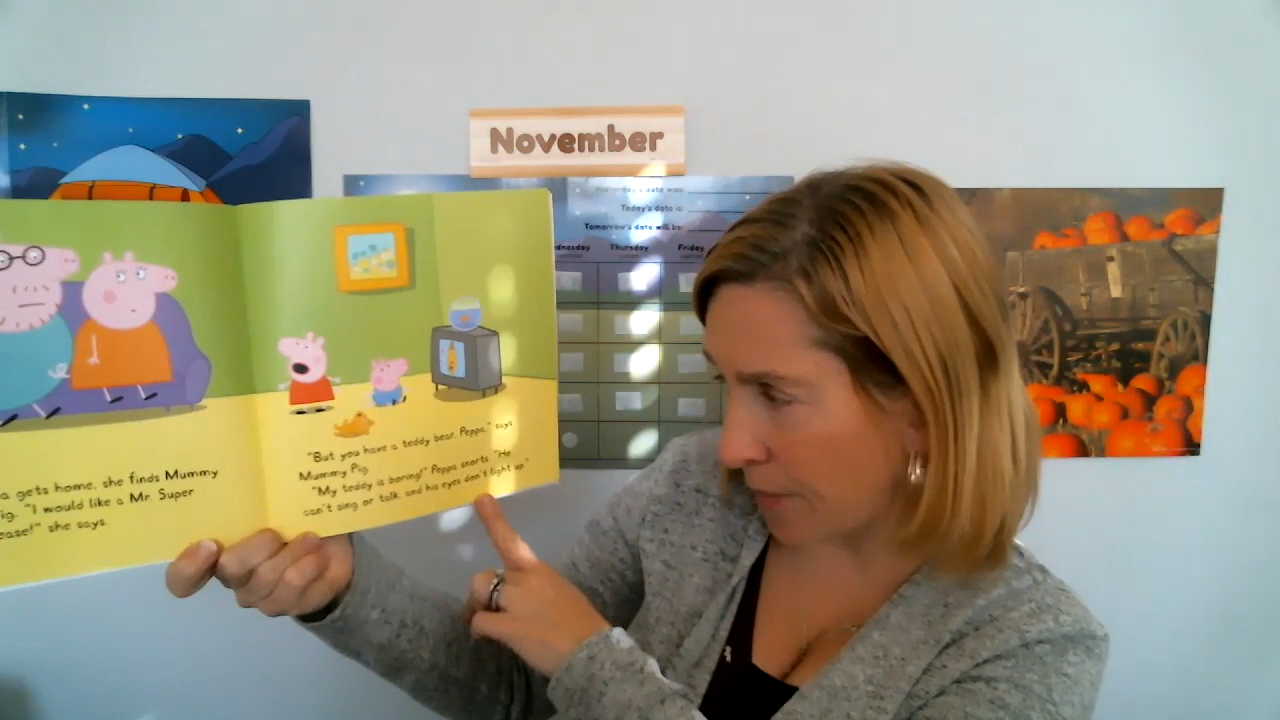 November
date was:
Today's date is:
Tomorrow's date will be:
Thursday
Friday
a gets home, she finds Mummy
ig. "I would like a Mr. Super
ease!" she says.
"But you have a teddy bear, Peppa," says
Mummy Pig.
"My teddy is boring!" Peppa snorts. "He
can't sing or talk, and his eyes don't light up."